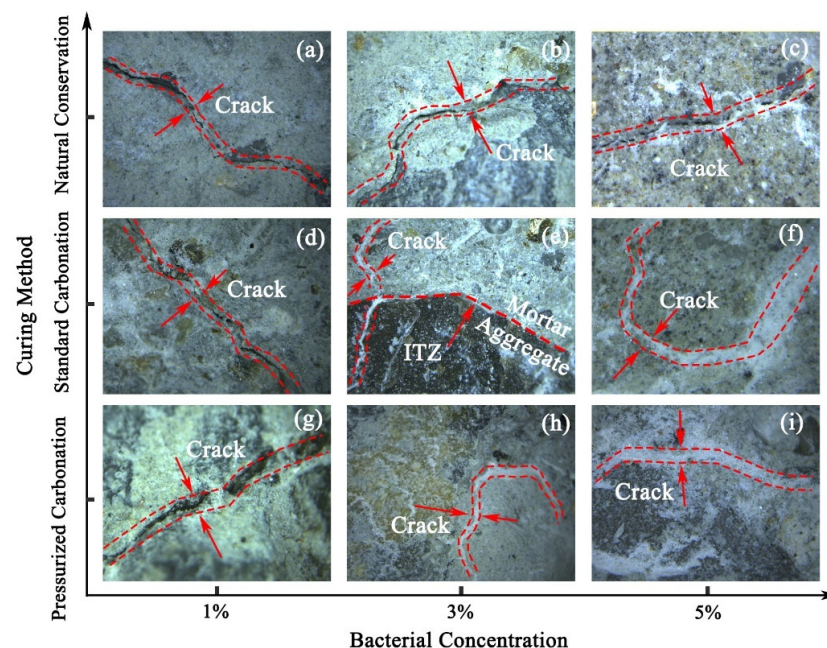 Curing Method
Natural Conservation
Standard Carbonation
Pressurized Carbonation
(a)
Crack
(b)
Crack
(c)
Crack
(d)
Crack
(e)
Crack
ITZ
Mortar
Aggregate
(f)
Crack
(g)
Crack
(h)
Crack
(i)
Crack
1%
3%
5%
Bacterial Concentration